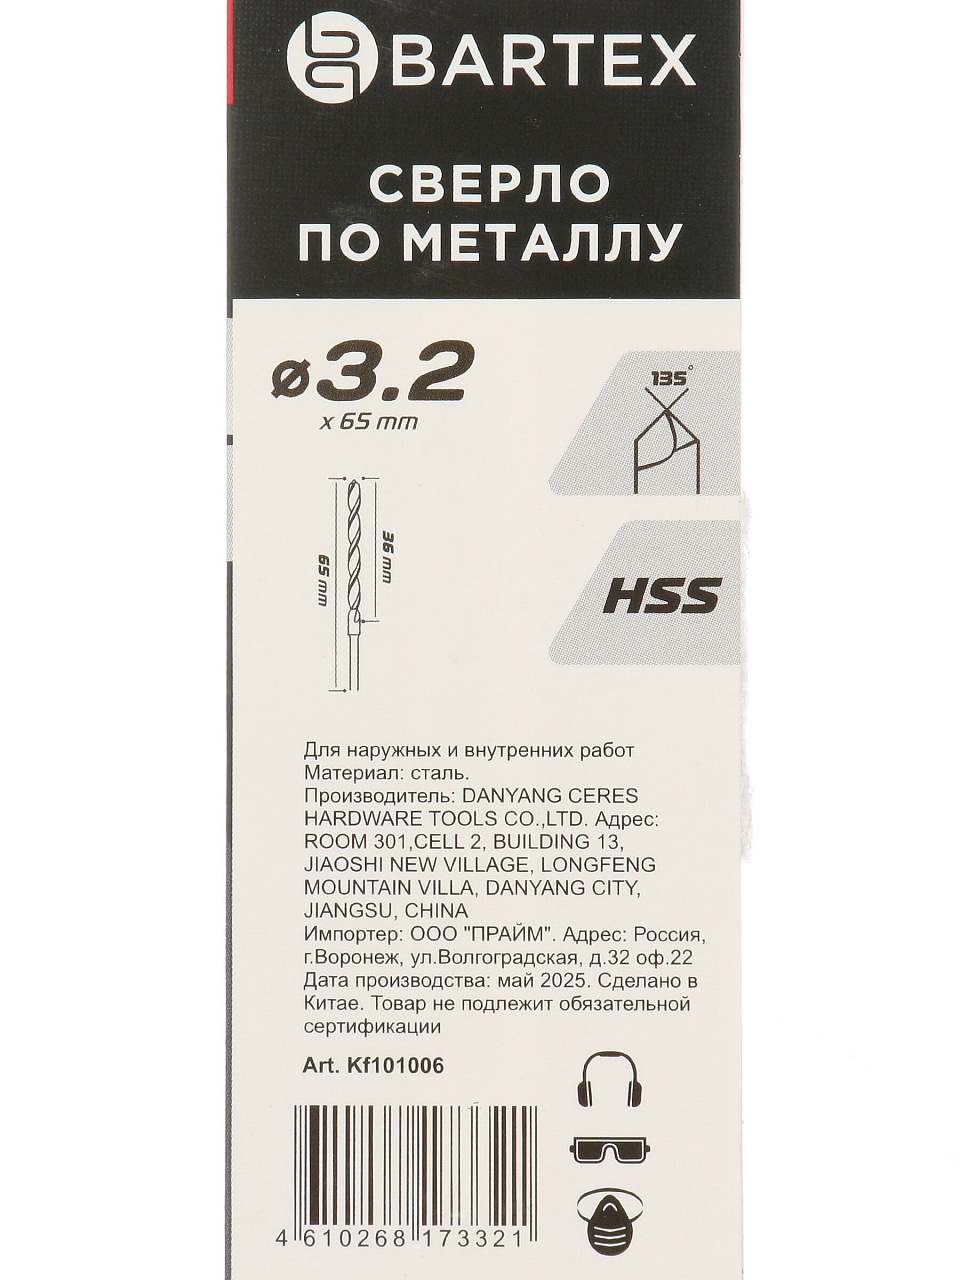 BARTEX
СВЕРЛО
ПО МЕТАЛЛУ
ø3.2
x 65 mm
135°
36 mm
65 mm
HSS
Для наружных и внутренних работ
Материал: сталь.
Производитель: DANYANG CERES
HARDWARE TOOLS CO.,LTD. Адрес:
ROOM 301,CELL 2, BUILDING 13,
JIAOSHI NEW VILLAGE, LONGFENG
MOUNTAIN VILLA, DANYANG CITY,
JIANGSU, CHINA
Импортер: ООО "ПРАЙМ". Адрес: Россия,
г.Воронеж, ул.Волгоградская, д.32 оф.22
Дата производства: май 2025. Сделано в
Китае. Товар не подлежит обязательной
сертификации
Art. Kf101006
4 610268 173321